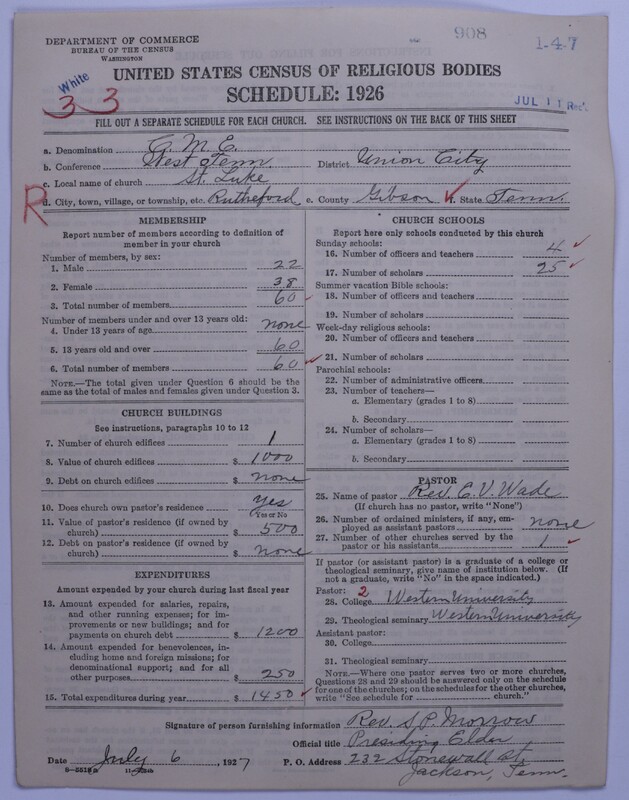 908
1-4-7
DEPARTMENT OF COMMERCE
BUREAU OF THE CENSUS
WASHINGTON
White
33
UNITED STATES CENSUS OF RELIGIOUS BODIES
SCHEDULE: 1926
JUL 11 Rec'd
FILL OUT A SEPARATE SCHEDULE FOR EACH CHURCH. SEE INSTRUCTIONS ON THE BACK OF THIS SHEET
a. Denomination C. M. E.
b. Conference West Tenn. District Union City
c. Local name of church St. Luke
R
d. City, town, village, or township, etc. Rutheford e. County Gibson f. State Tenn.
MEMBERSHIP
Report number of members according to definition of
member in your church
Number of members, by sex:
1. Male 22
2. Female 38
3. Total number of members 60
Number of members under and over 13 years old:
4. Under 13 years of age none
5. 13 years old and over 60
6. Total number of members 60
NOTE.—The total given under Question 6 should be the
same as the total of males and females given under Question 3.
CHURCH BUILDINGS
See instructions, paragraphs 10 to 12
7. Number of church edifices 1
8. Value of church edifices $ 1000
9. Debt on church edifices $ none
10. Does church own pastor's residence Yes
Yes or No
11. Value of pastor's residence (if owned by
church) $ 500
12. Debt on pastor's residence (if owned by
church) $ none
EXPENDITURES
Amount expended by your church during last fiscal year
13. Amount expended for salaries, repairs,
and other running expenses; for im-
provements or new buildings; and for
payments on church debt $ 1200
14. Amount expended for benevolences, in-
cluding home and foreign missions; for
denominational support; and for all
other purposes $ 250
15. Total expenditures during year $ 1450
CHURCH SCHOOLS
Report here only schools conducted by this church
Sunday schools:
16. Number of officers and teachers 4
17. Number of scholars 25
Summer vacation Bible schools:
18. Number of officers and teachers
19. Number of scholars
Week-day religious schools:
20. Number of officers and teachers
21. Number of scholars
Parochial schools:
22. Number of administrative officers
23. Number of teachers—
a. Elementary (grades 1 to 8)
b. Secondary
24. Number of scholars—
a. Elementary (grades 1 to 8)
b. Secondary
PASTOR
25. Name of pastor Rev. E. V. Wade
(If church has no pastor, write "None")
26. Number of ordained ministers, if any, em-
ployed as assistant pastors none
27. Number of other churches served by the
pastor or his assistants 1
If pastor (or assistant pastor) is a graduate of a college or
theological seminary, give name of institution below. (If
not a graduate, write "No" in the space indicated.)
Pastor: 2
28. College Western University
29. Theological seminary Western University
Assistant pastor:
30. College
31. Theological seminary
NOTE.—Where one pastor serves two or more churches,
Questions 28 and 29 should be answered only on the schedule
for one of the churches; on the schedules for the other churches,
write "See schedule for church."
Signature of person furnishing information Rev. S. P. Morrow
Official title Presiding Elder
Date July 6, 1927 P. O. Address 232 Stonewall st.
Jackson, Tenn.